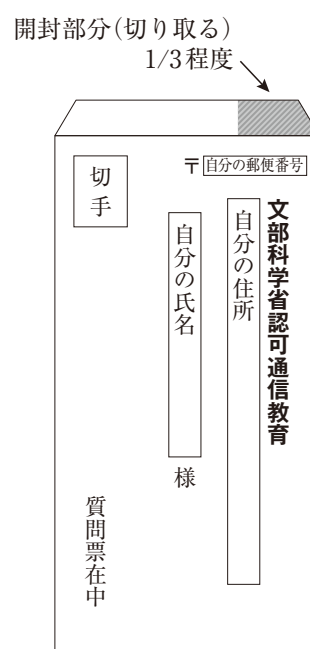 開封部分(切り取る)
1/3程度
切手
〒自分の郵便番号
文部科学省認可通信教育
自分の住所
自分の氏名
様
質問票在中